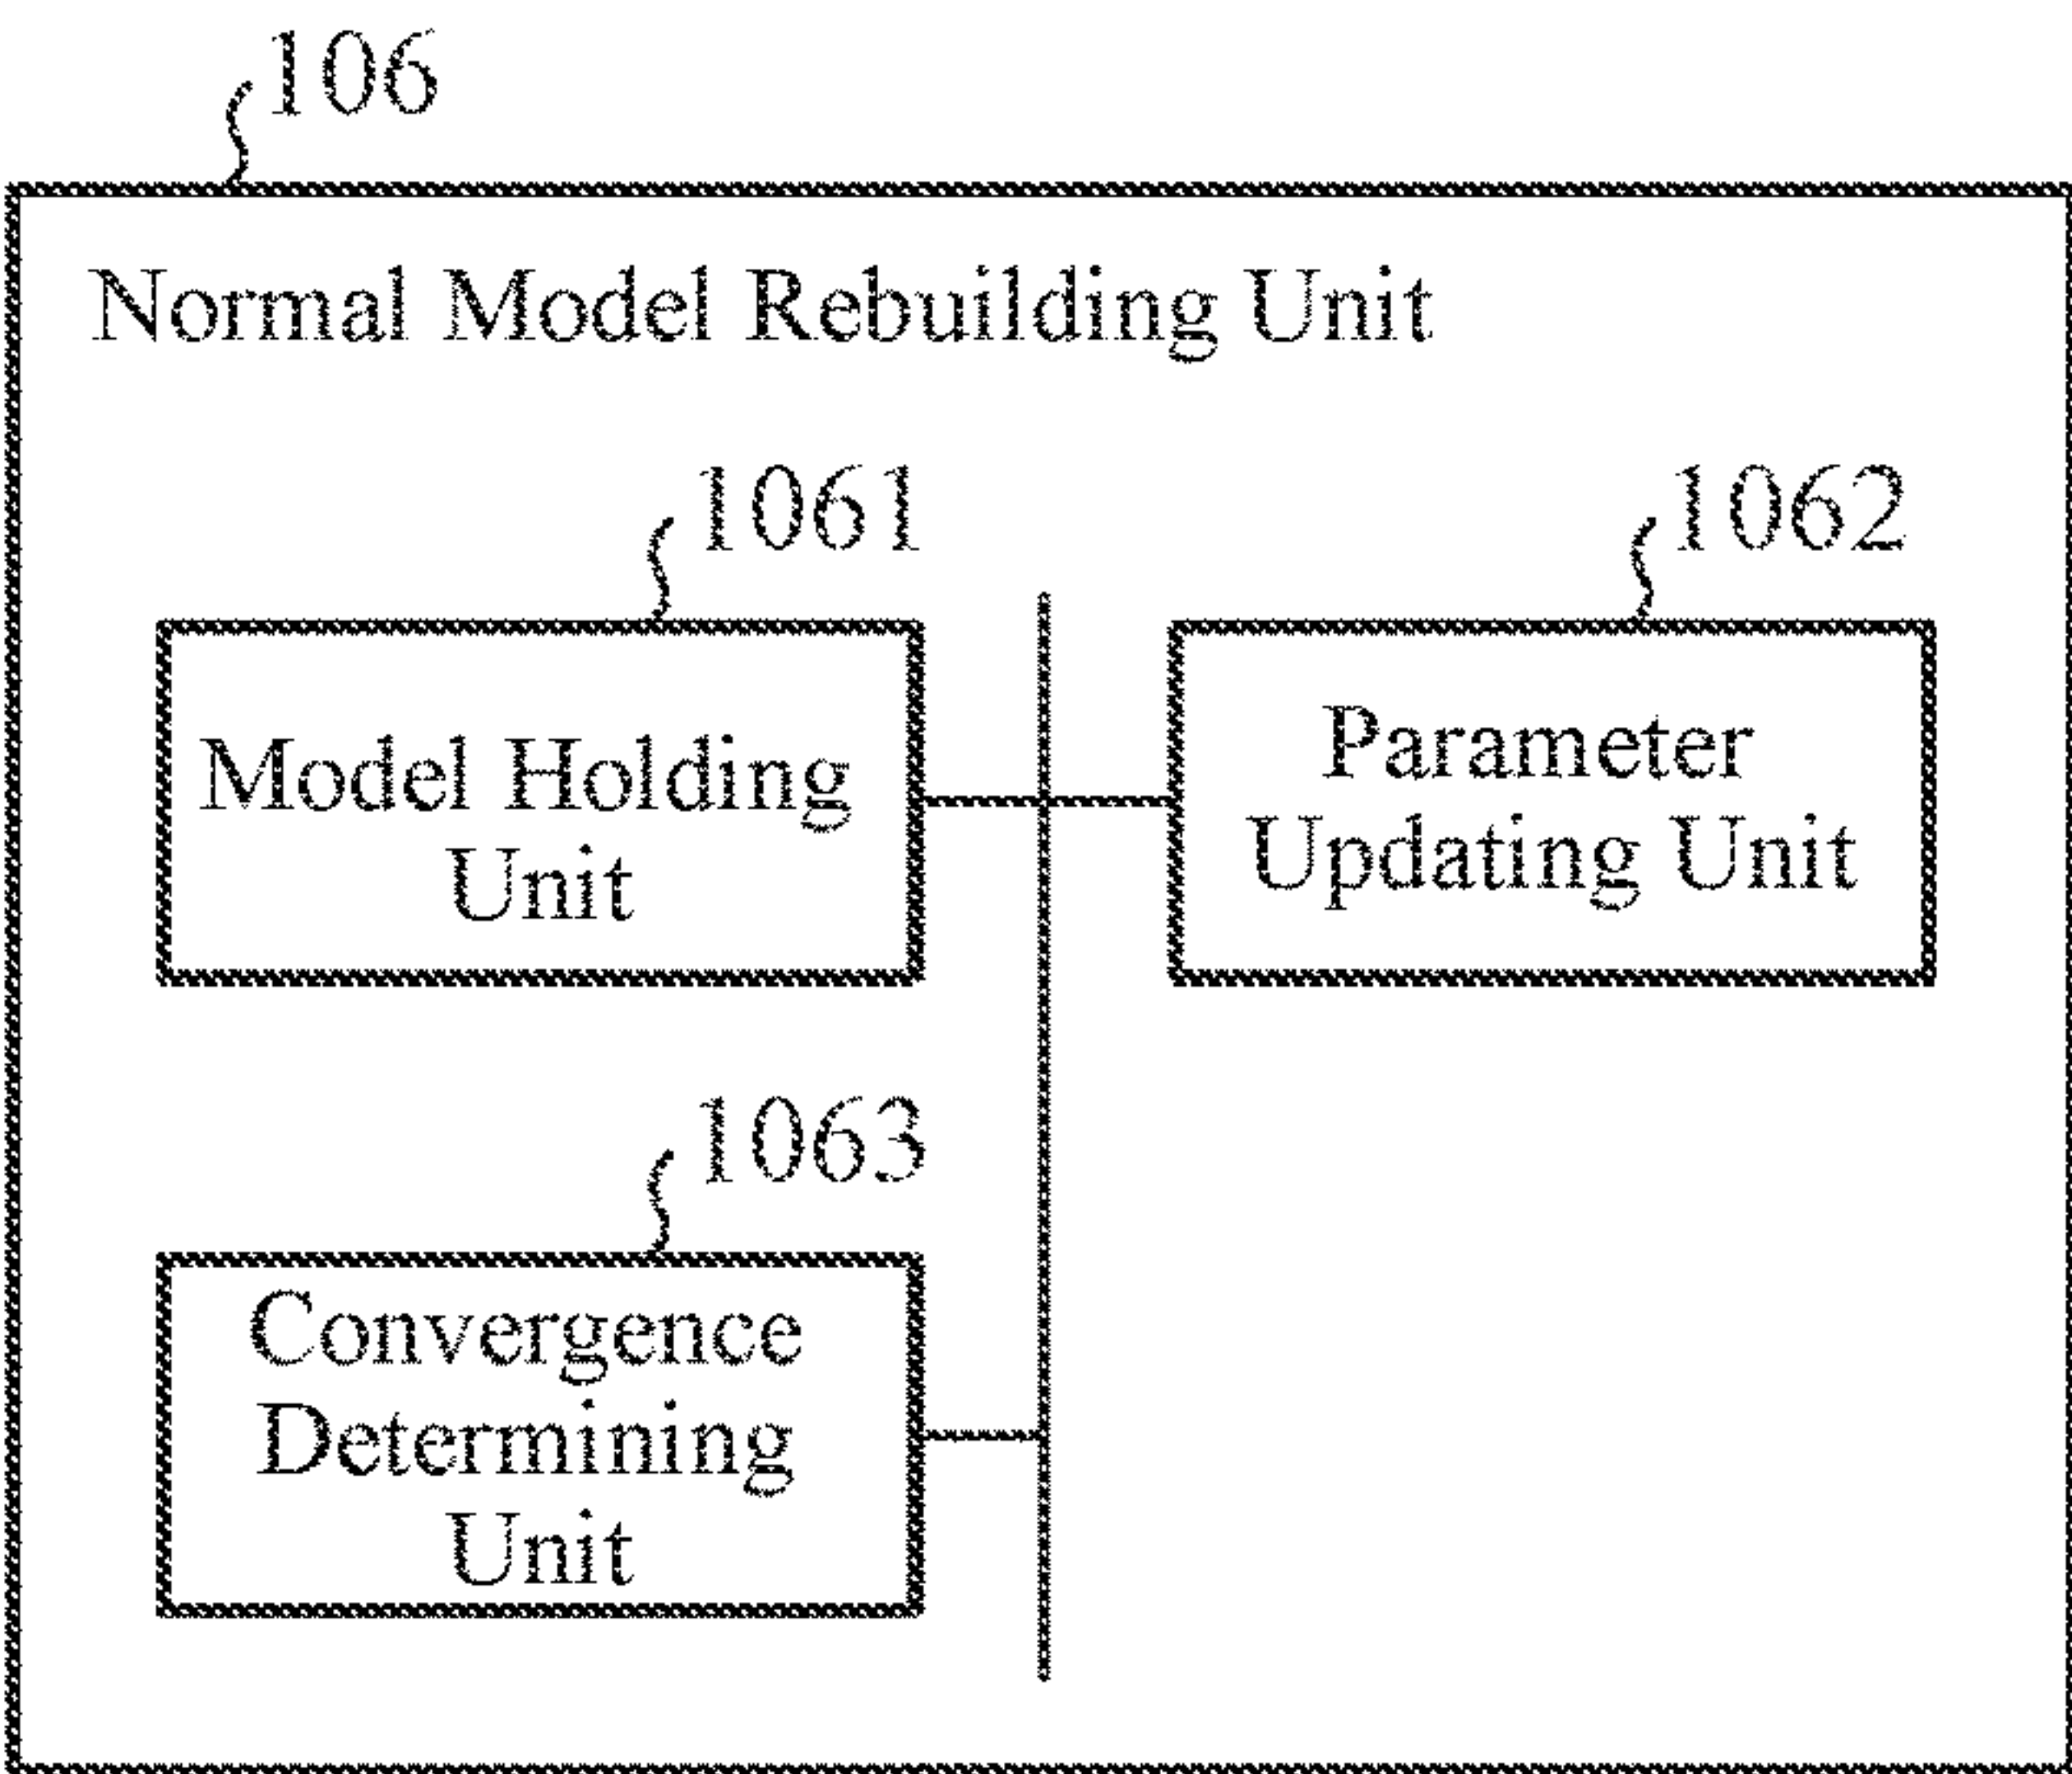 106
Normal Model Rebuilding Unit
1061
1062
Model Holding
Unit
Parameter
Updating Unit
1063
Convergence
Determining
Unit